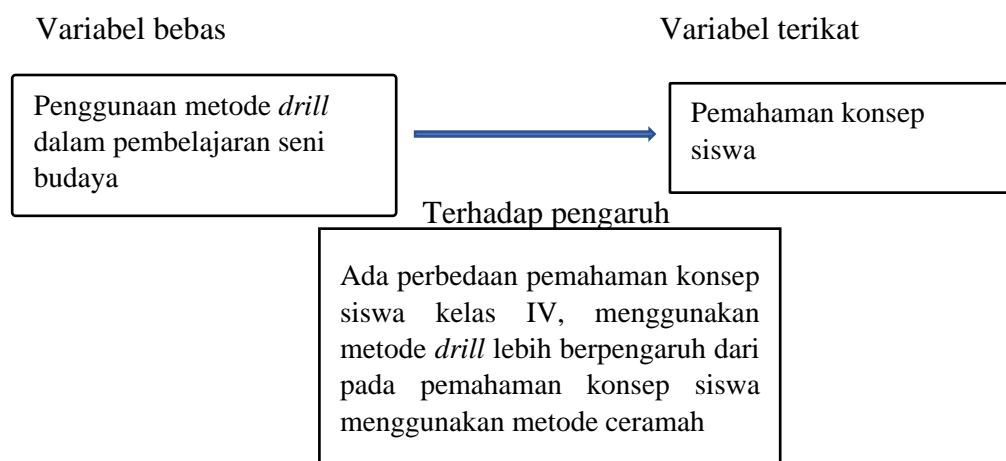 Variabel bebas
Variabel terikat
Penggunaan metode drill
dalam pembelajaran seni
budaya
Pemahaman konsep
siswa
Terhadap pengaruh
Ada perbedaan pemahaman konsep
siswa kelas IV, menggunakan
metode drill lebih berpengaruh dari
pada pemahaman konsep siswa
menggunakan metode ceramah